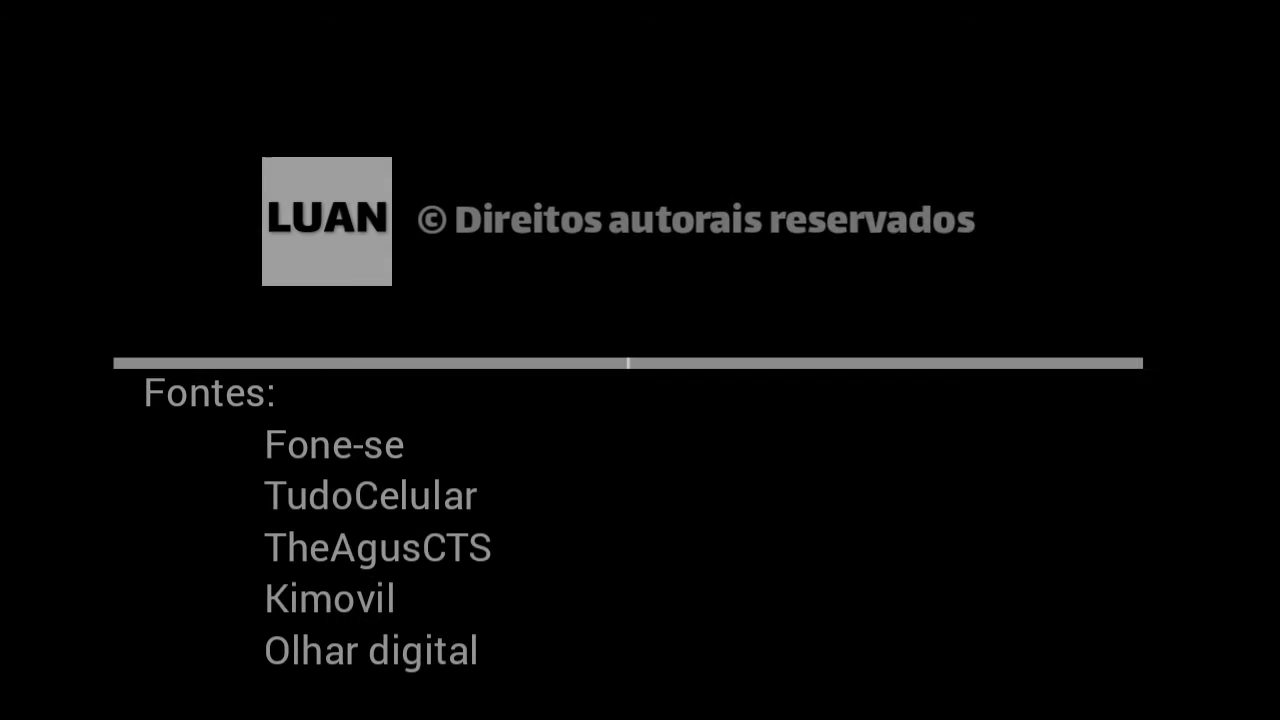 LUAN
© Direitos autorais reservados
Fontes:
Fone-se
TudoCelular
TheAgusCTS
Kimovil
Olhar digital